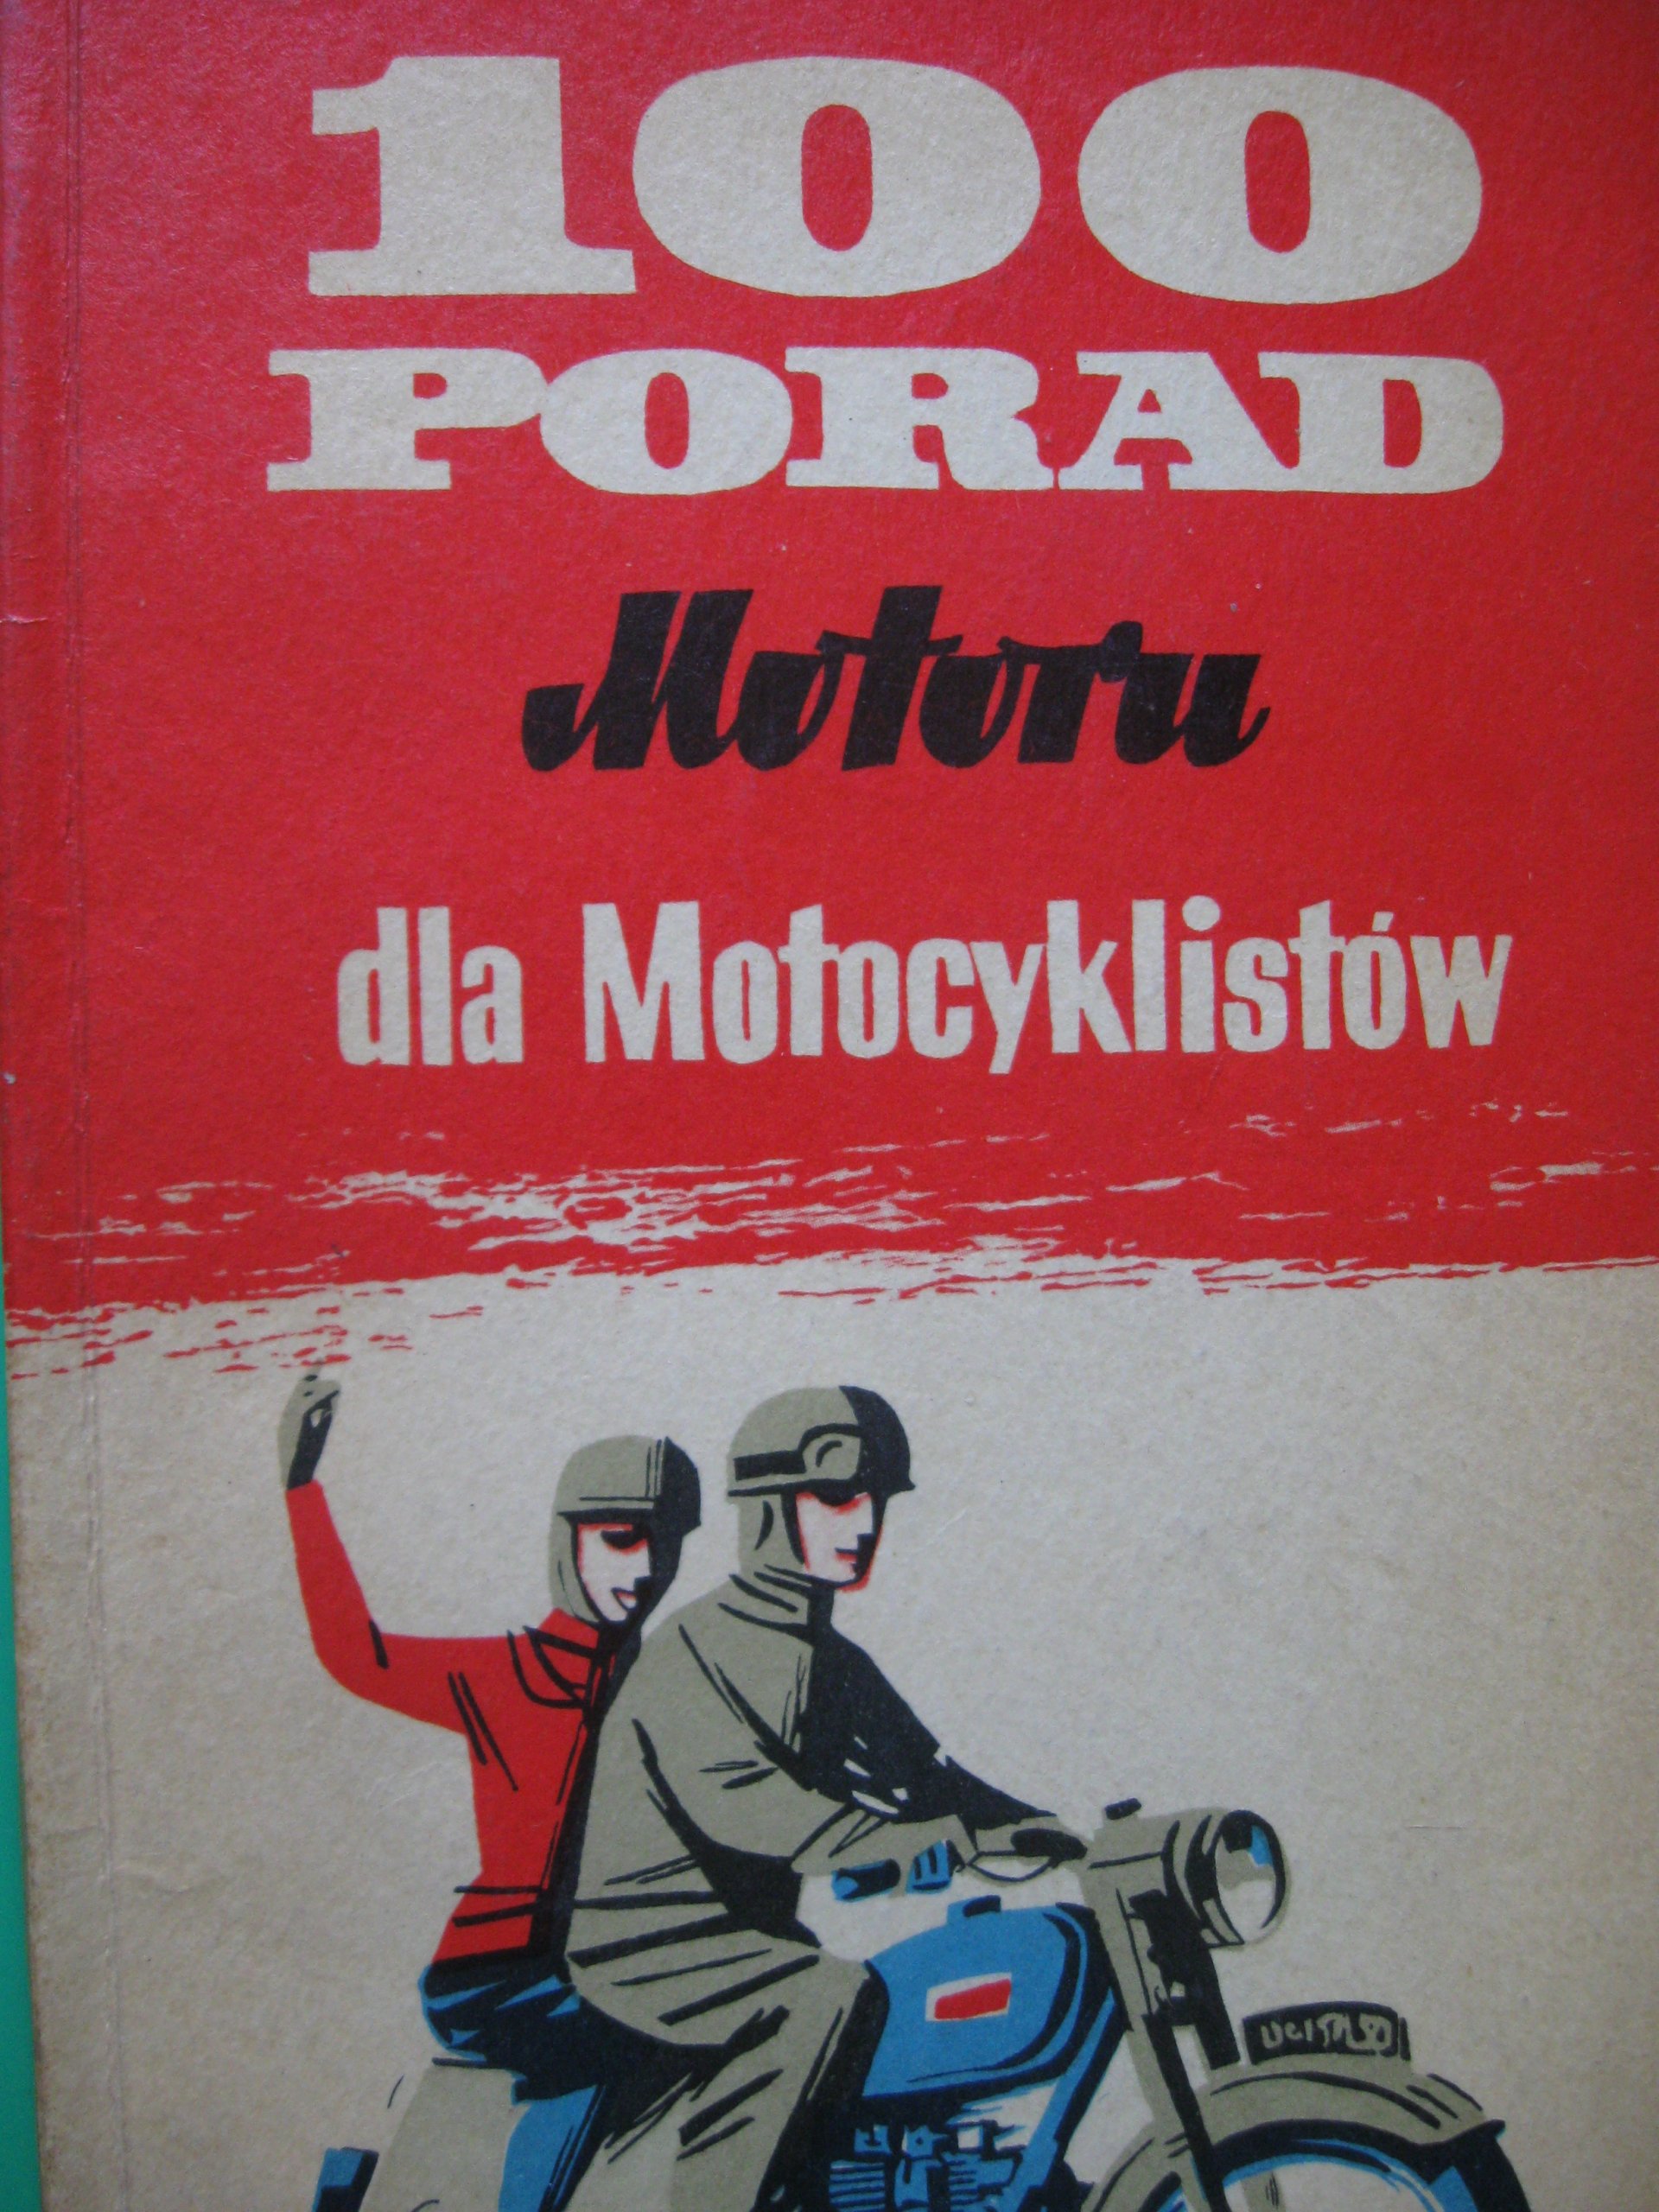 100
PORAD
Motoru
dla Motocyklistów